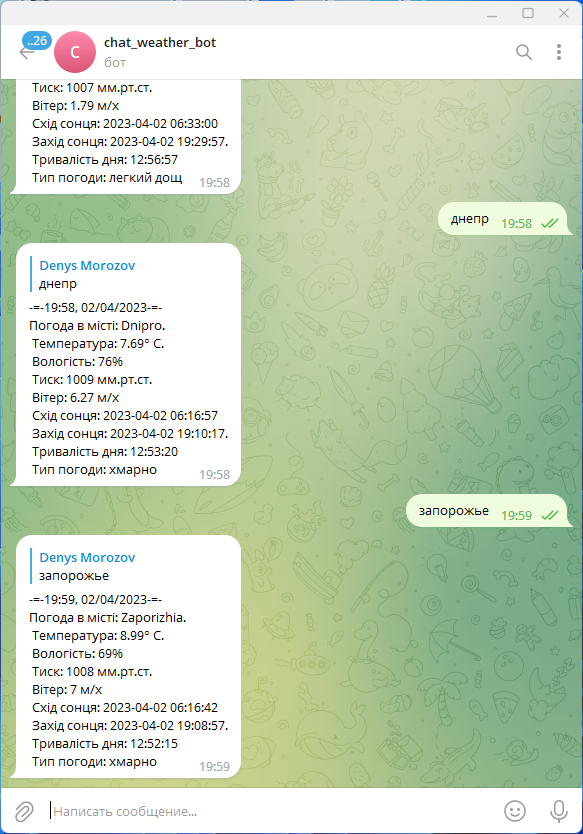 ..26
C
chat_weather_bot
бот
Тиск: 1007 мм.рт.ст.
Вітер: 1.79 м/х
Схід сонця: 2023-04-02 06:33:00
Захід сонця: 2023-04-02 19:29:57.
Тривалість дня: 12:56:57
Тип погоди: легкий дощ
19:58
днепр 19:58
Denys Morozov
днепр
-=-19:58, 02/04/2023-=-
Погода в місті: Dnipro.
Температура: 7.69° C.
Вологість: 76%
Тиск: 1009 мм.рт.ст.
Вітер: 6.27 м/х
Схід сонця: 2023-04-02 06:16:57
Захід сонця: 2023-04-02 19:10:17.
Тривалість дня: 12:53:20
Тип погоди: хмарно
19:58
запорожье 19:59
Denys Morozov
запорожье
-=-19:59, 02/04/2023-=-
Погода в місті: Zaporizhia.
Температура: 8.99° C.
Вологість: 69%
Тиск: 1008 мм.рт.ст.
Вітер: 7 м/х
Схід сонця: 2023-04-02 06:16:42
Захід сонця: 2023-04-02 19:08:57.
Тривалість дня: 12:52:15
Тип погоди: хмарно
19:59
Написать сообщение...